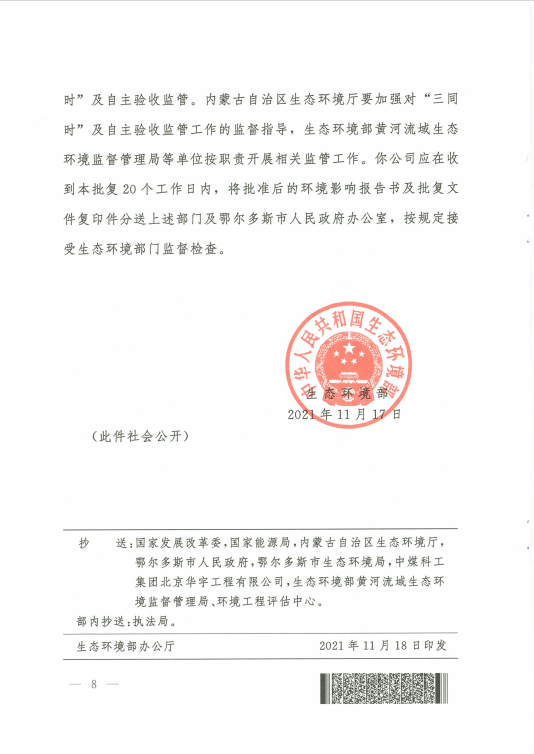 时”及自主验收监管。内蒙古自治区生态环境厅要加强对“三同
时”及自主验收监管工作的监督指导，生态环境部黄河流域生态
环境监督管理局等单位按职责开展相关监管工作。你公司应在收
到本批复20个工作日内，将批准后的环境影响报告书及批复文
件复印件分送上述部门及鄂尔多斯市人民政府办公室，按规定接
受生态环境部门监督检查。
中华人民共和国生态环境部
生态环境部
2021年11月17日
（此件社会公开）
抄 送：国家发展改革委，国家能源局，内蒙古自治区生态环境厅，
鄂尔多斯市人民政府，鄂尔多斯市生态环境局，中煤科工
集团北京华宇工程有限公司，生态环境部黄河流域生态环
境监督管理局、环境工程评估中心。
部内抄送：执法局。
生态环境部办公厅 2021年11月18日印发
— 8 —